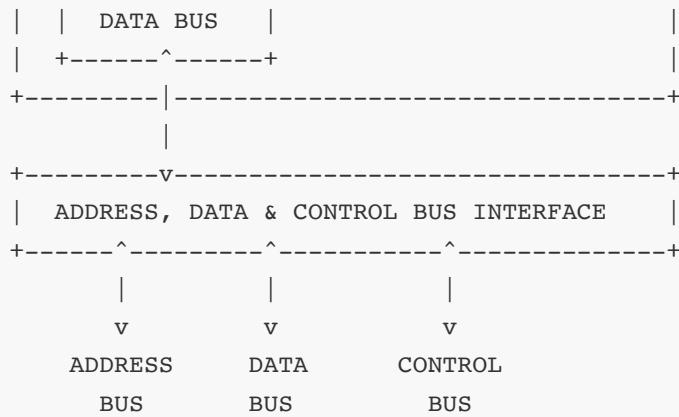 | | DATA BUS | |
| +------^------+ |
+---------|---------------------------------+
|
+---------v---------------------------------+
| ADDRESS, DATA & CONTROL BUS INTERFACE |
+------^---------^-----------^--------------+
| | |
v v v
ADDRESS DATA CONTROL
BUS BUS BUS